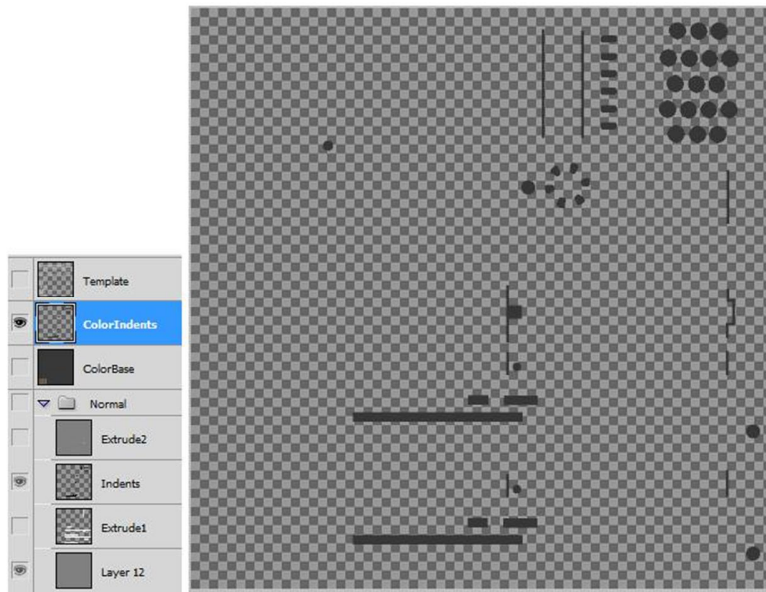 Template
ColorIndents
ColorBase
Normal
Extrude2
Indents
Extrude1
Layer 12